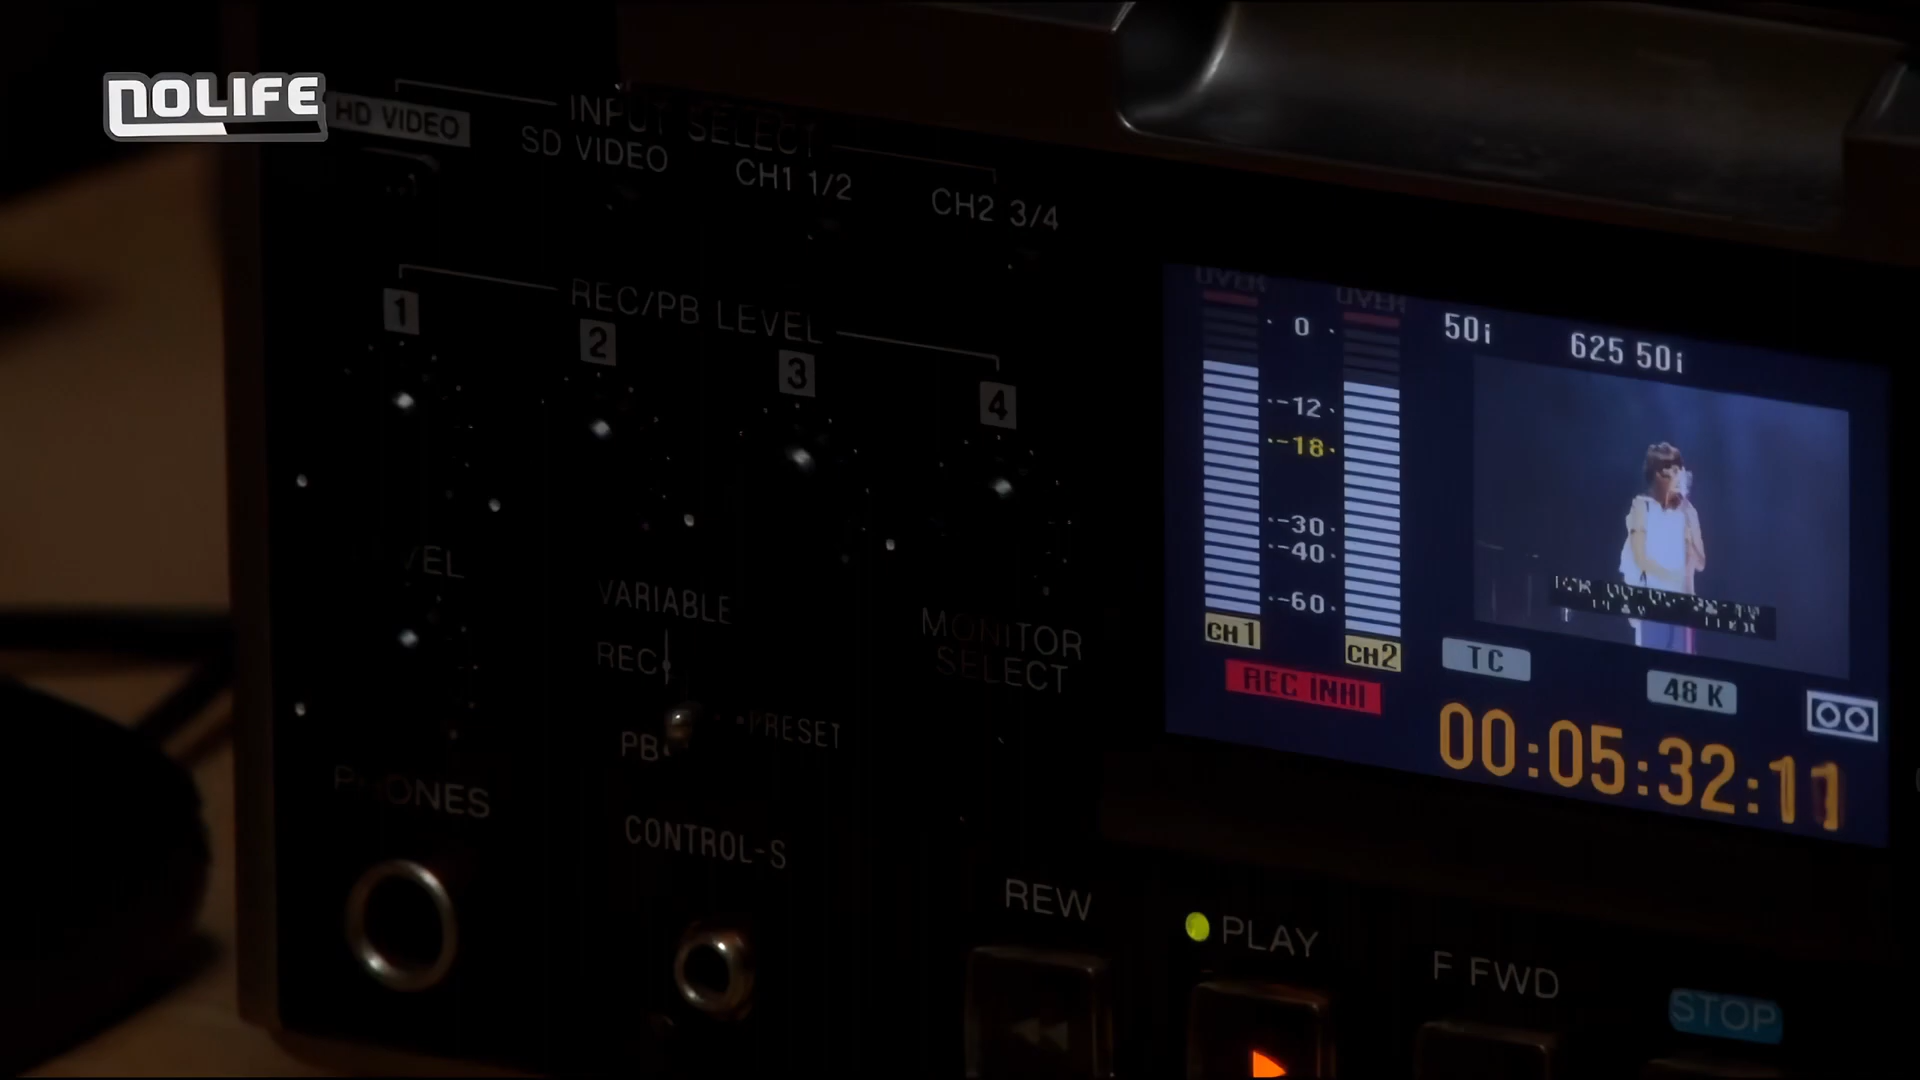 NOLIFE
INPUT SELECT
HD VIDEO
SD VIDEO
CH1 1/2
CH2 3/4
REC/PB LEVEL
1
2
3
4
OVER
OVER
0
-12
-18
-30
-40
-60
CH1
CH2
REC INHI
50i
625 50i
TC
48 K
00:05:32:11
VARIABLE
REC
PB
PRESET
MONITOR
SELECT
PHONES
CONTROL-S
REW
PLAY
F FWD
STOP